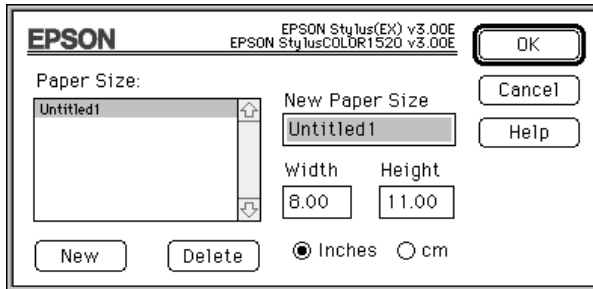 EPSON
EPSON Stylus(EX) v3.00E
EPSON StylusCOLOR1520 v3.00E
OK
Cancel
Help
Paper Size:
Untitled1
New Paper Size
Untitled1
Width Height
8.00 11.00
Inches cm
New Delete